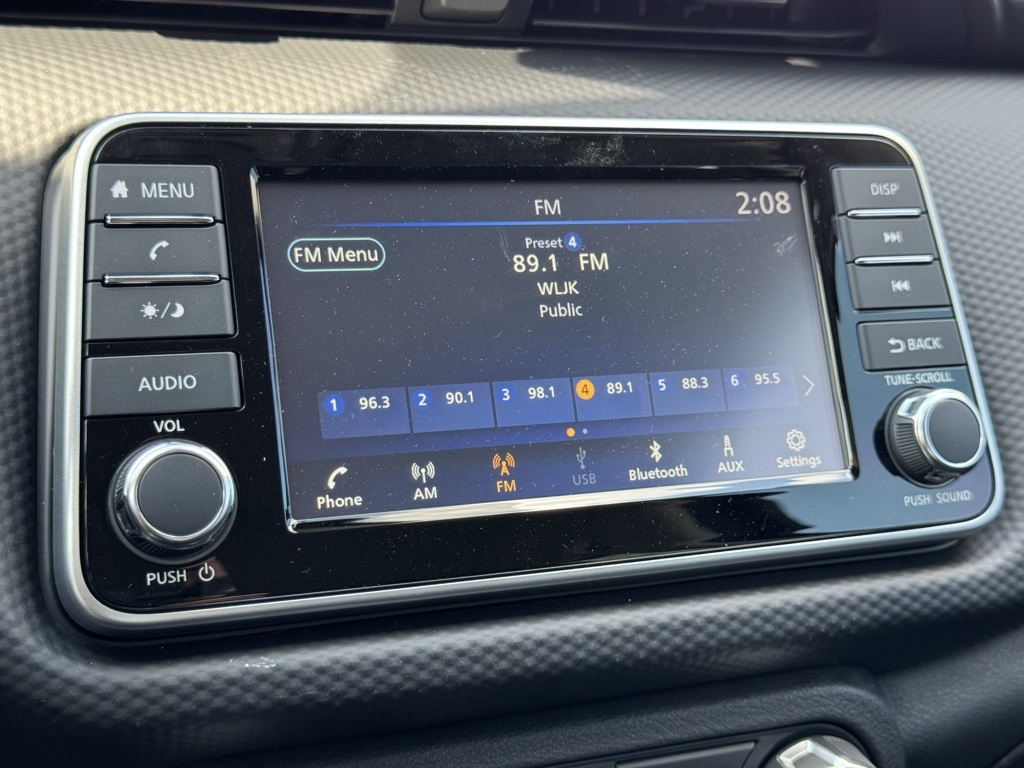 MENU
AUDIO
VOL
PUSH
FM
2:08
FM Menu
Preset 4
89.1 FM
WLJK
Public
1 96.3
2 90.1
3 98.1
4 89.1
5 88.3
6 95.5
Phone
AM
FM
USB
Bluetooth
AUX
Settings
DISP
BACK
TUNE·SCROLL
PUSH SOUND